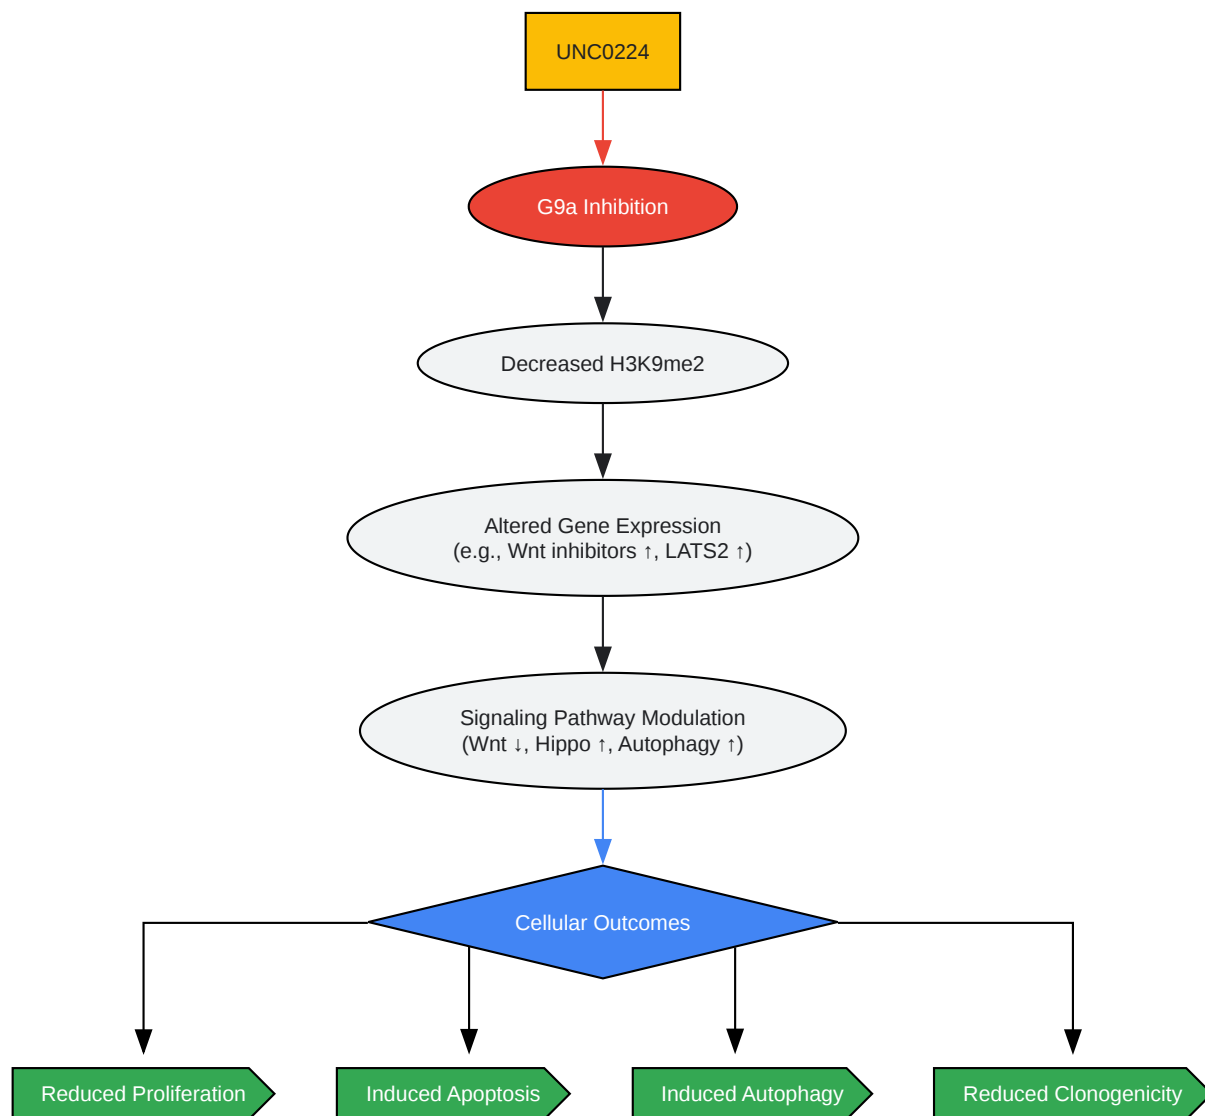 UNC0224
G9a Inhibition
Decreased H3K9me2
Altered Gene Expression
(e.g., Wnt inhibitors ↑, LATS2 ↑)
Signaling Pathway Modulation
(Wnt ↓, Hippo ↑, Autophagy ↑)
Cellular Outcomes
Reduced Proliferation
Induced Apoptosis
Induced Autophagy
Reduced Clonogenicity